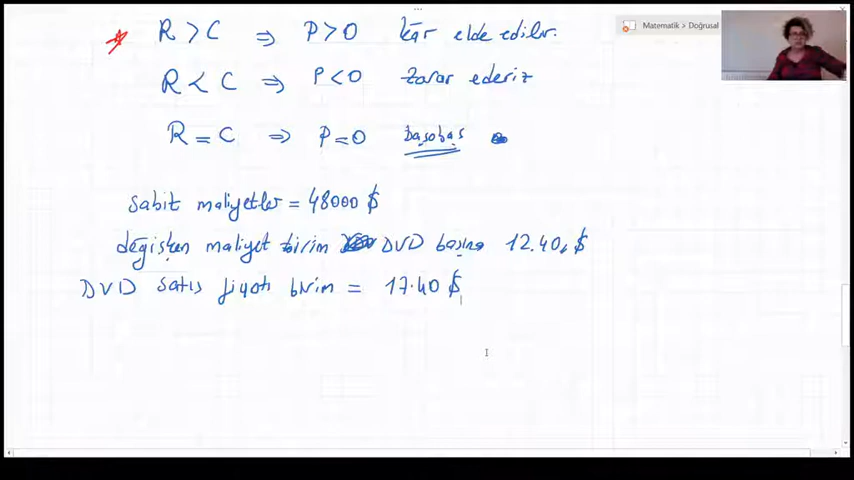 R > C ⇒ P > 0 kâr elde edilir.
Matematik > Doğrusal
R < C ⇒ P < 0 zarar ederiz
R = C ⇒ P = 0 başabaş
sabit maliyetler = 48000 $
değişken maliyet birim DVD başına 12.40 $
DVD satış fiyatı birim = 17.40 $